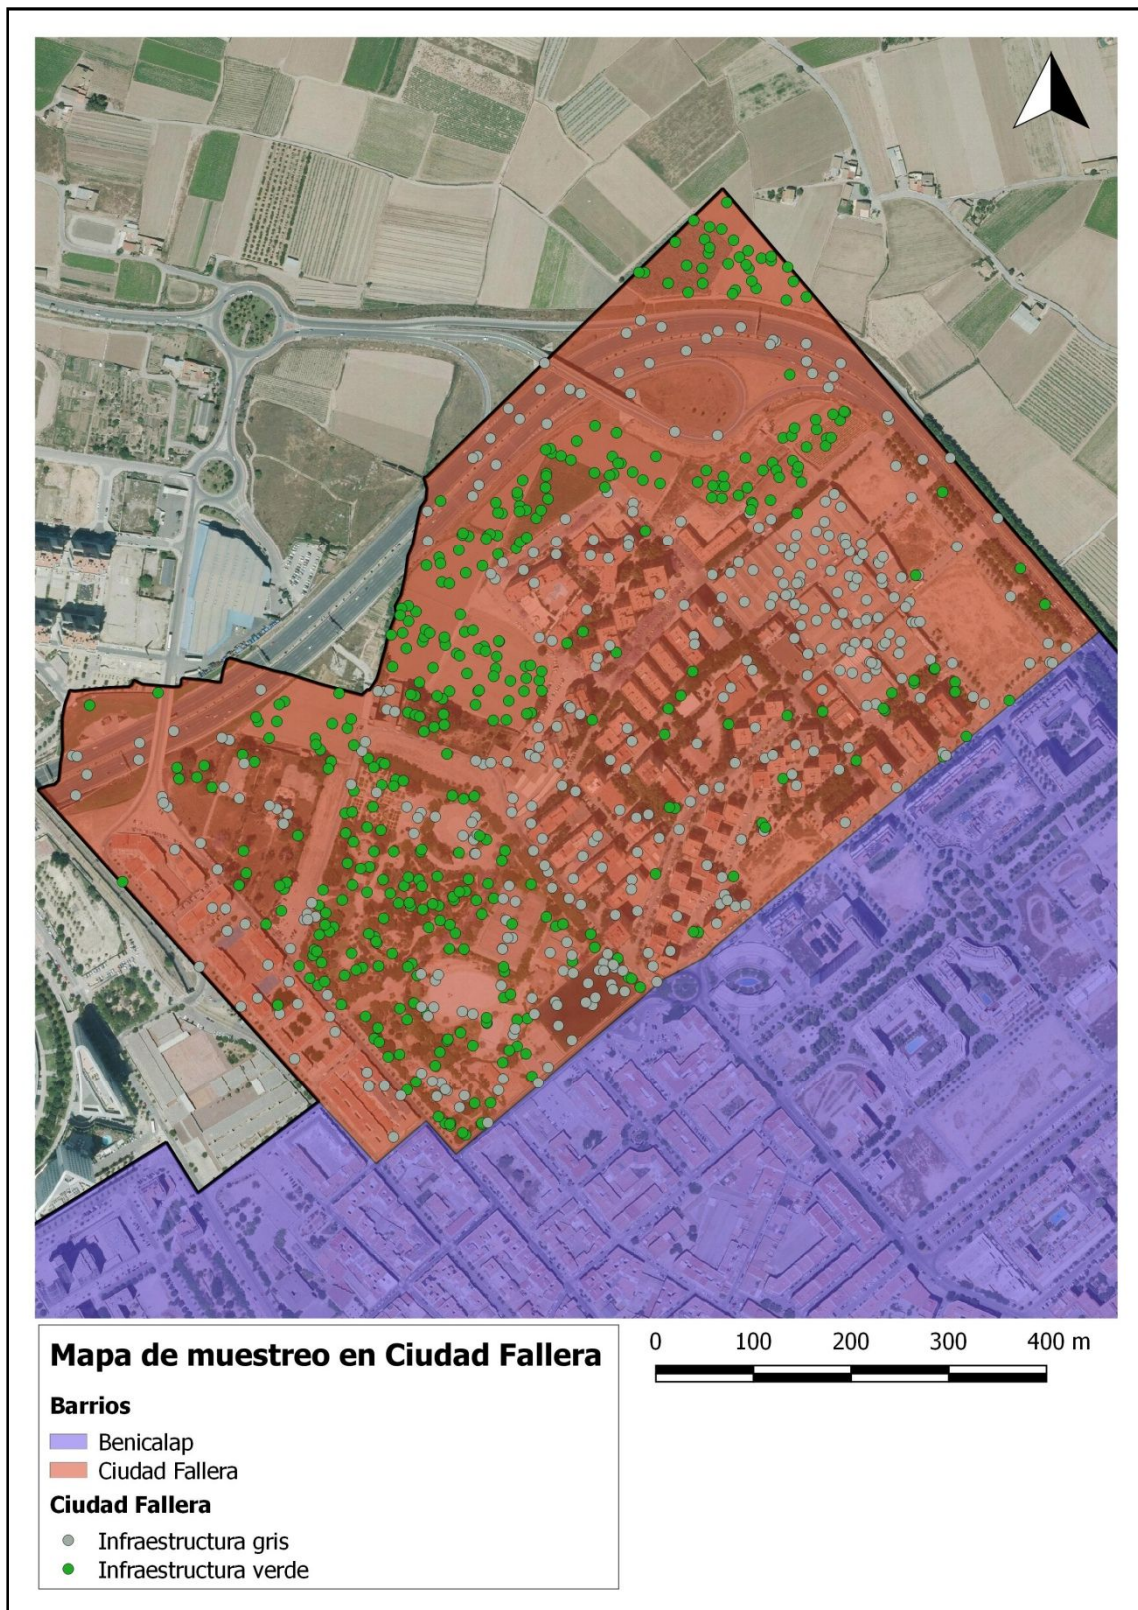 Mapa de muestreo en Ciudad Fallera
Barrios
Benicalap
Ciudad Fallera
Ciudad Fallera
Infraestructura gris
Infraestructura verde
0 100 200 300 400 m